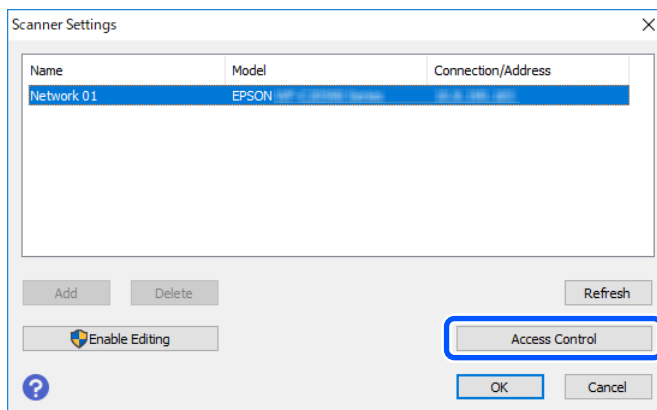 Scanner Settings
Name Model Connection/Address
Network 01 EPSON
Add Delete Refresh
Enable Editing Access Control
OK Cancel